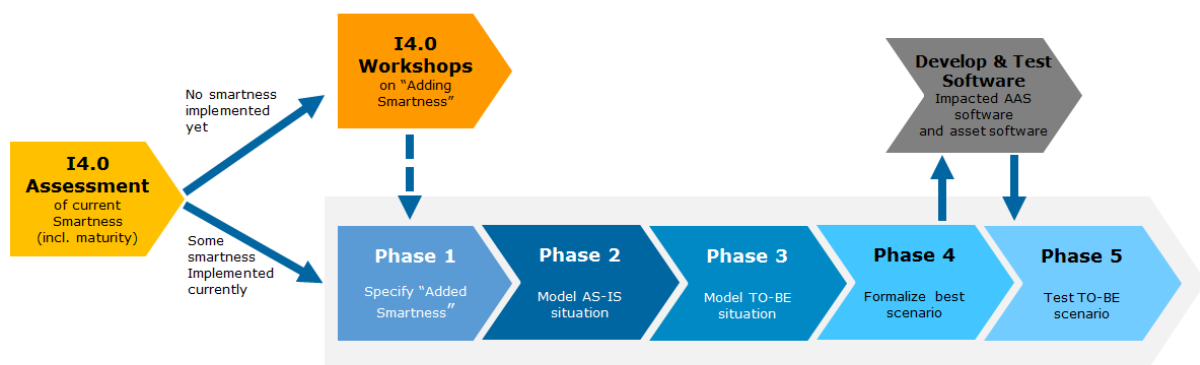 I4.0
Assessment
of current
Smartness
(incl. maturity)
No smartness
implemented
yet
Some
smartness
Implemented
currently
I4.0
Workshops
on “Adding
Smartness”
Develop & Test
Software
Impacted AAS
software
and asset software
Phase 1
Specify “Added
Smartness”
Phase 2
Model AS-IS
situation
Phase 3
Model TO-BE
situation
Phase 4
Formalize best
scenario
Phase 5
Test TO-BE
scenario